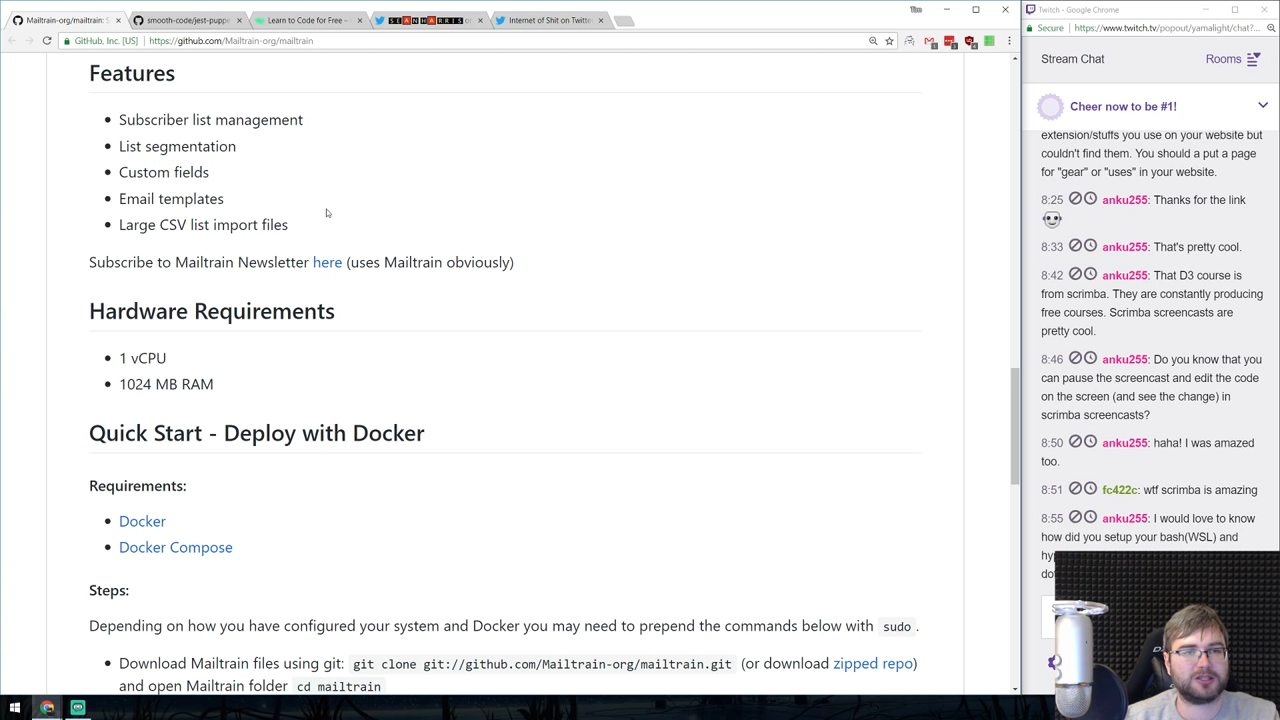 Mailtrain-org/mailtrain: S
smooth-code/jest-puppe
Learn to Code for Free –
SEANHARRIS on
Internet of Shit on Twitte
GitHub, Inc. [US]
https://github.com/Mailtrain-org/mailtrain
Features
Subscriber list management
List segmentation
Custom fields
Email templates
Large CSV list import files
Subscribe to Mailtrain Newsletter here (uses Mailtrain obviously)
Hardware Requirements
1 vCPU
1024 MB RAM
Quick Start - Deploy with Docker
Requirements:
Docker
Docker Compose
Steps:
Depending on how you have configured your system and Docker you may need to prepend the commands below with sudo .
Download Mailtrain files using git: git clone git://github.com/Mailtrain-org/mailtrain.git (or download zipped repo)
and open Mailtrain folder cd mailtrain
Twitch - Google Chrome
Secure
https://www.twitch.tv/popout/yamalight/chat?...
Stream Chat
Rooms
Cheer now to be #1!
extension/stuffs you use on your website but
couldn't find them. You should a put a page
for "gear" or "uses" in your website.
8:25 anku255: Thanks for the link
8:33 anku255: That's pretty cool.
8:42 anku255: That D3 course is
from scrimba. They are constantly producing
free courses. Scrimba screencasts are
pretty cool.
8:46 anku255: Do you know that you
can pause the screencast and edit the code
on the screen (and see the change) in
scrimba screencasts?
8:50 anku255: haha! I was amazed
too.
8:51 fc422c: wtf scrimba is amazing
8:55 anku255: I would love to know
how did you setup your bash(WSL) and